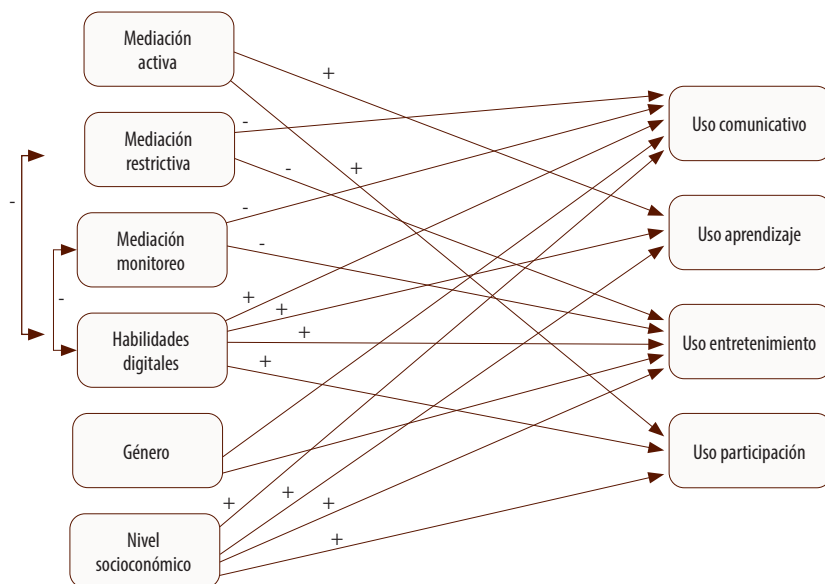 Mediación
activa
Mediación
restrictiva
Mediación
monitoreo
Habilidades
digitales
Género
Nivel
socioconómico
Uso comunicativo
Uso aprendizaje
Uso entretenimiento
Uso participación
+
-
+
-
-
-
-
-
+
+
+
+
+
+
+
+